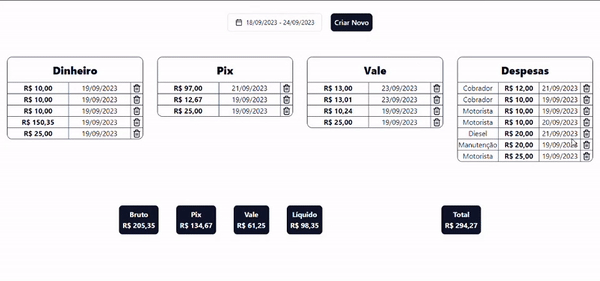 18/09/2023 - 24/09/2023 Criar Novo
Dinheiro
R$ 10,00 19/09/2023
R$ 10,00 19/09/2023
R$ 10,00 19/09/2023
R$ 150,35 19/09/2023
R$ 25,00 19/09/2023
Pix
R$ 97,00 21/09/2023
R$ 12,67 19/09/2023
R$ 25,00 19/09/2023
Vale
R$ 13,00 23/09/2023
R$ 13,01 23/09/2023
R$ 10,24 19/09/2023
R$ 25,00 19/09/2023
Despesas
Cobrador R$ 12,00 21/09/2023
Cobrador R$ 10,00 19/09/2023
Motorista R$ 10,00 19/09/2023
Motorista R$ 10,00 20/09/2023
Diesel R$ 20,00 21/09/2023
Manutenção R$ 20,00 19/09/2023
Motorista R$ 25,00 19/09/2023
Bruto
R$ 205,35
Pix
R$ 134,67
Vale
R$ 61,25
Líquido
R$ 98,35
Total
R$ 294,27